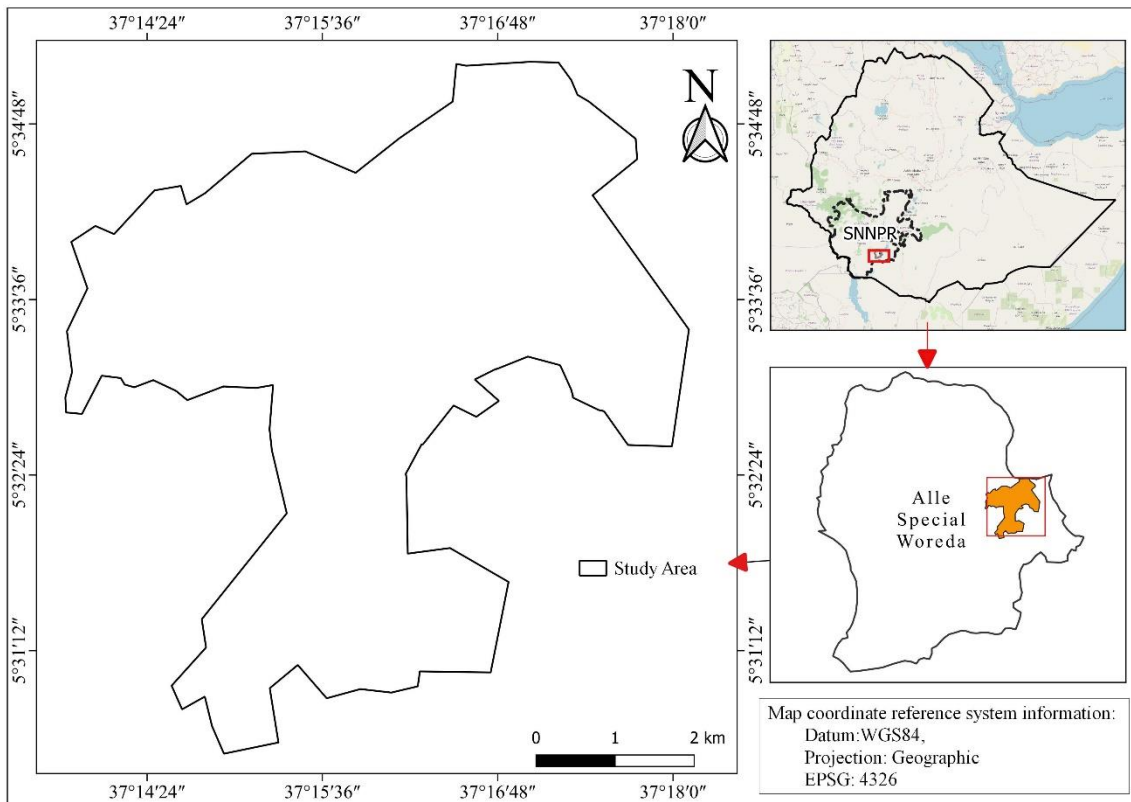 37°14′24″ 37°15′36″ 37°16′48″ 37°18′0″
5°34′48″
5°33′36″
5°32′24″
5°31′12″
N
Study Area
0 1 2 km
5°34′48″
5°33′36″
5°32′24″
5°31′12″
37°14′24″ 37°15′36″ 37°16′48″ 37°18′0″
SNNPR
Alle
Special
Woreda
Map coordinate reference system information:
Datum:WGS84,
Projection: Geographic
EPSG: 4326